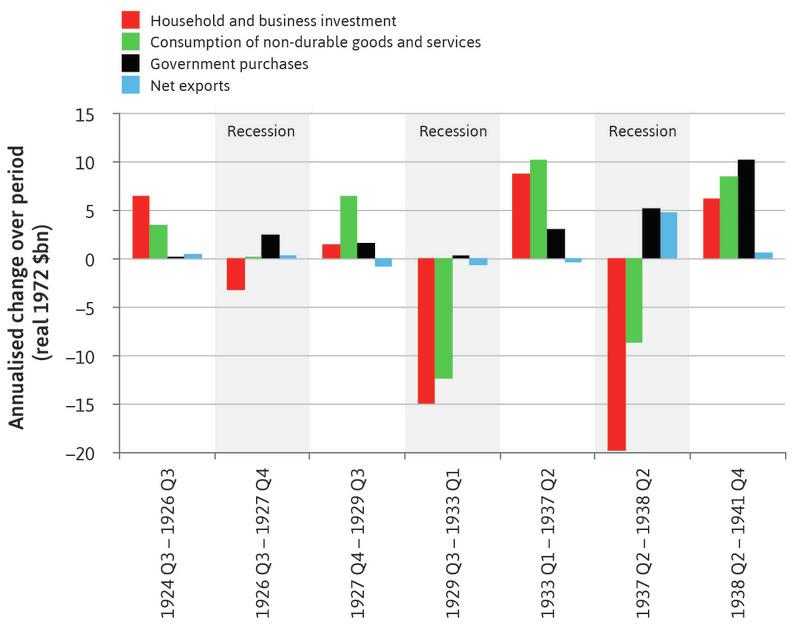 Household and business investment
Consumption of non-durable goods and services
Government purchases
Net exports
Annualised change over period
(real 1972 $bn)
15
10
5
0
–5
–10
–15
–20
Recession
Recession
Recession
1924 Q3 – 1926 Q3
1926 Q3 – 1927 Q4
1927 Q4 – 1929 Q3
1929 Q3 – 1933 Q1
1933 Q1 – 1937 Q2
1937 Q2 – 1938 Q2
1938 Q2 – 1941 Q4